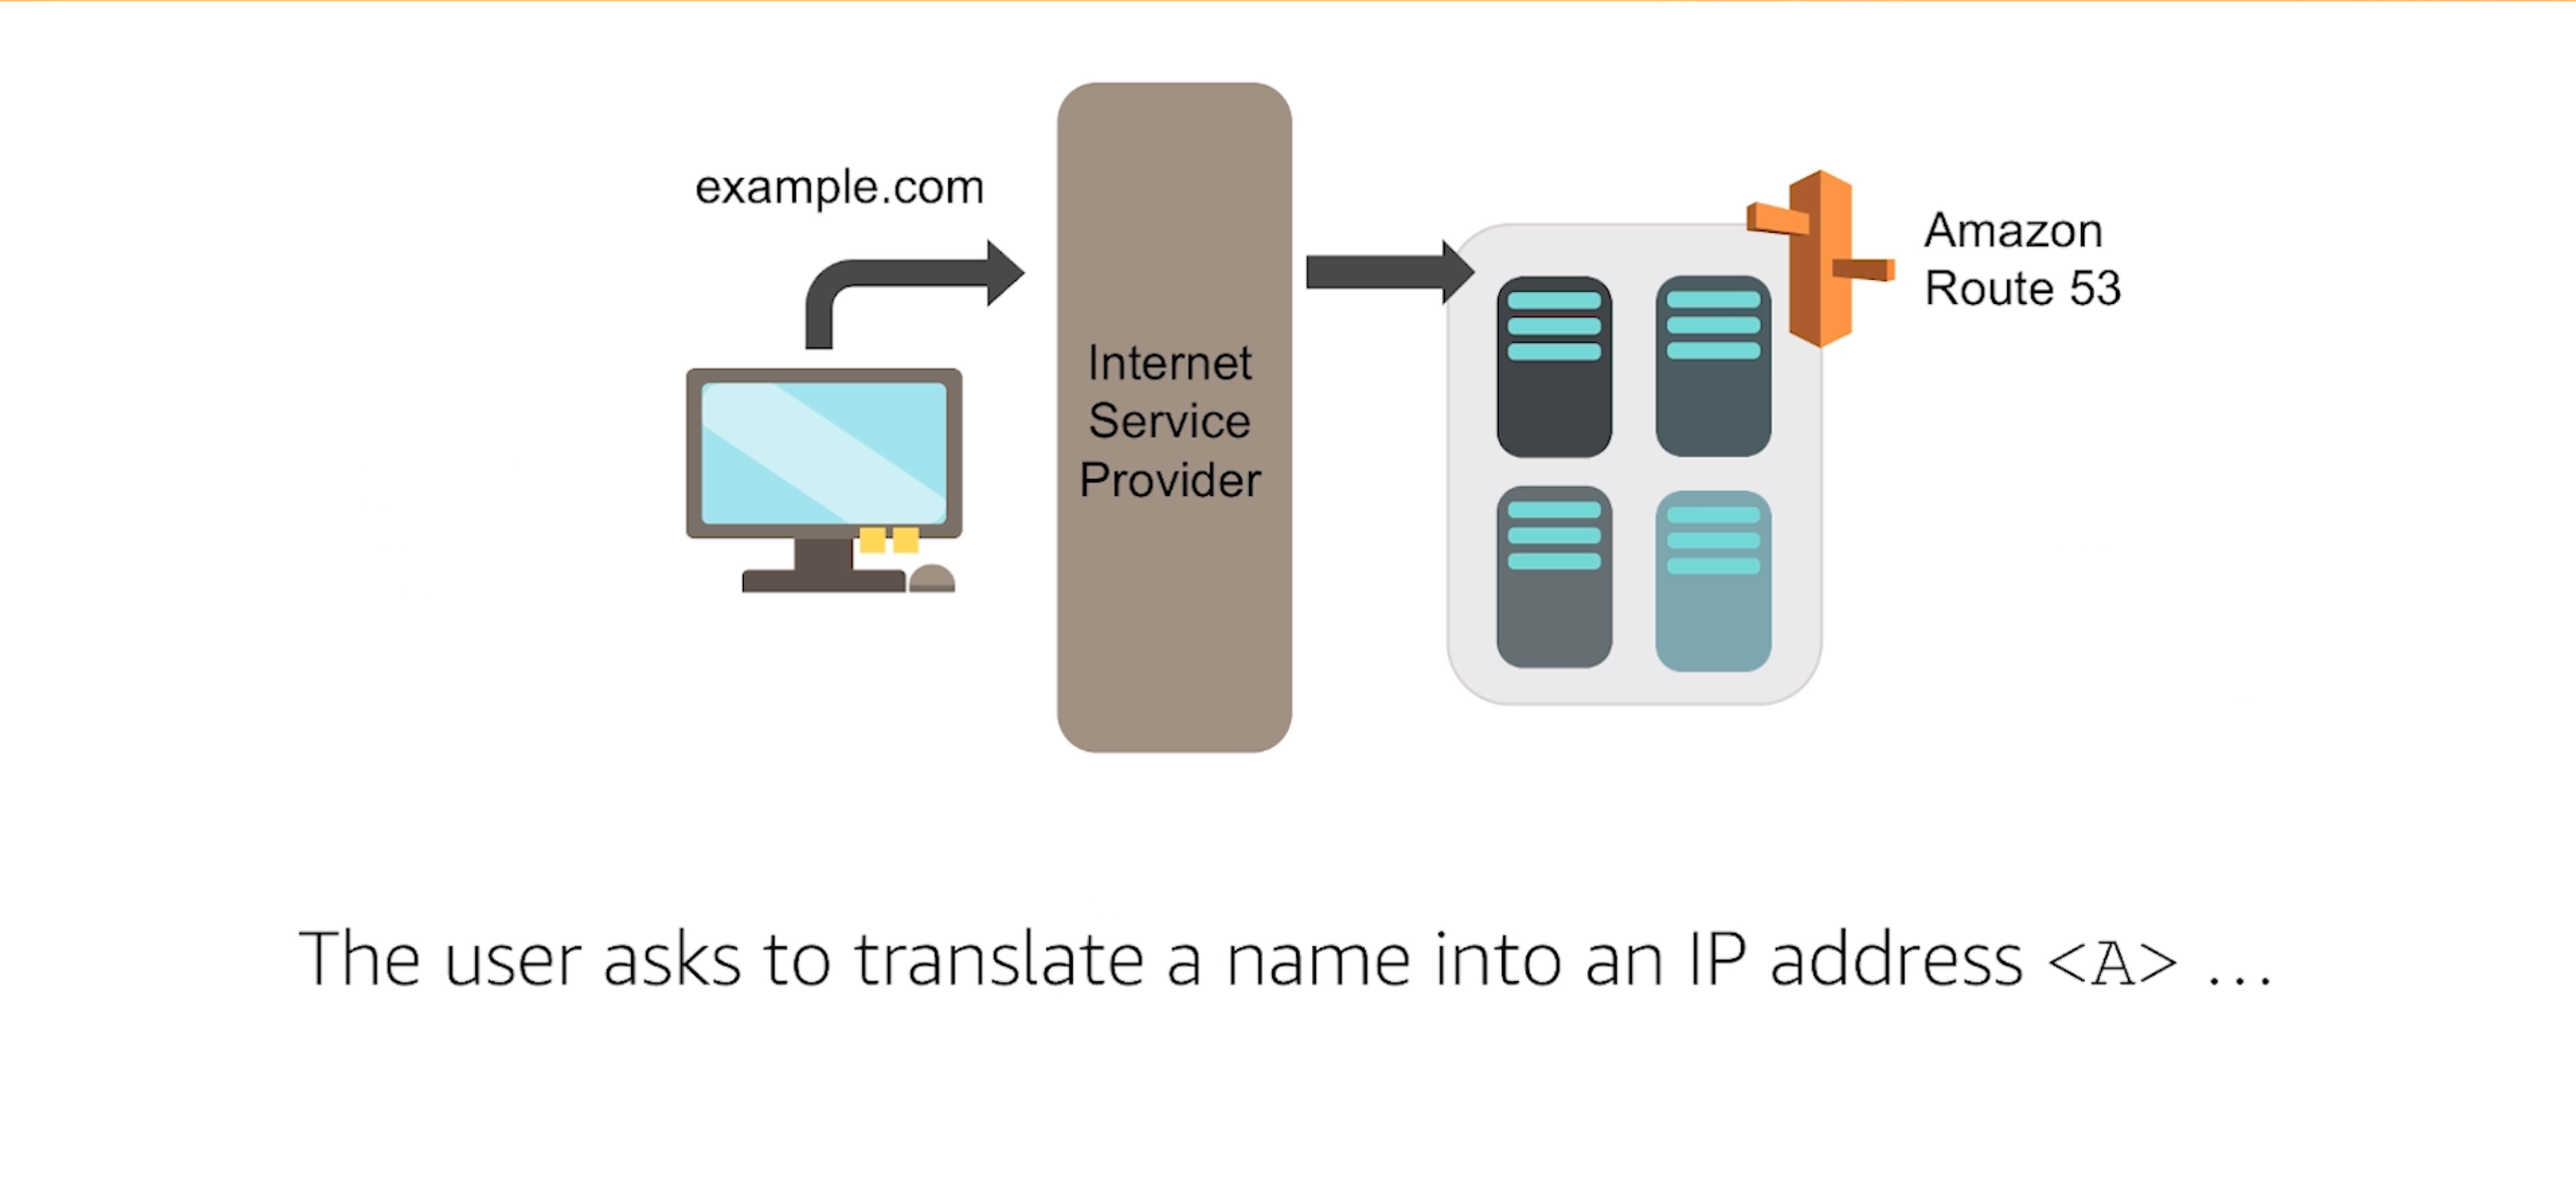 example.com
Internet
Service
Provider
Amazon
Route 53
The user asks to translate a name into an IP address <A> ...